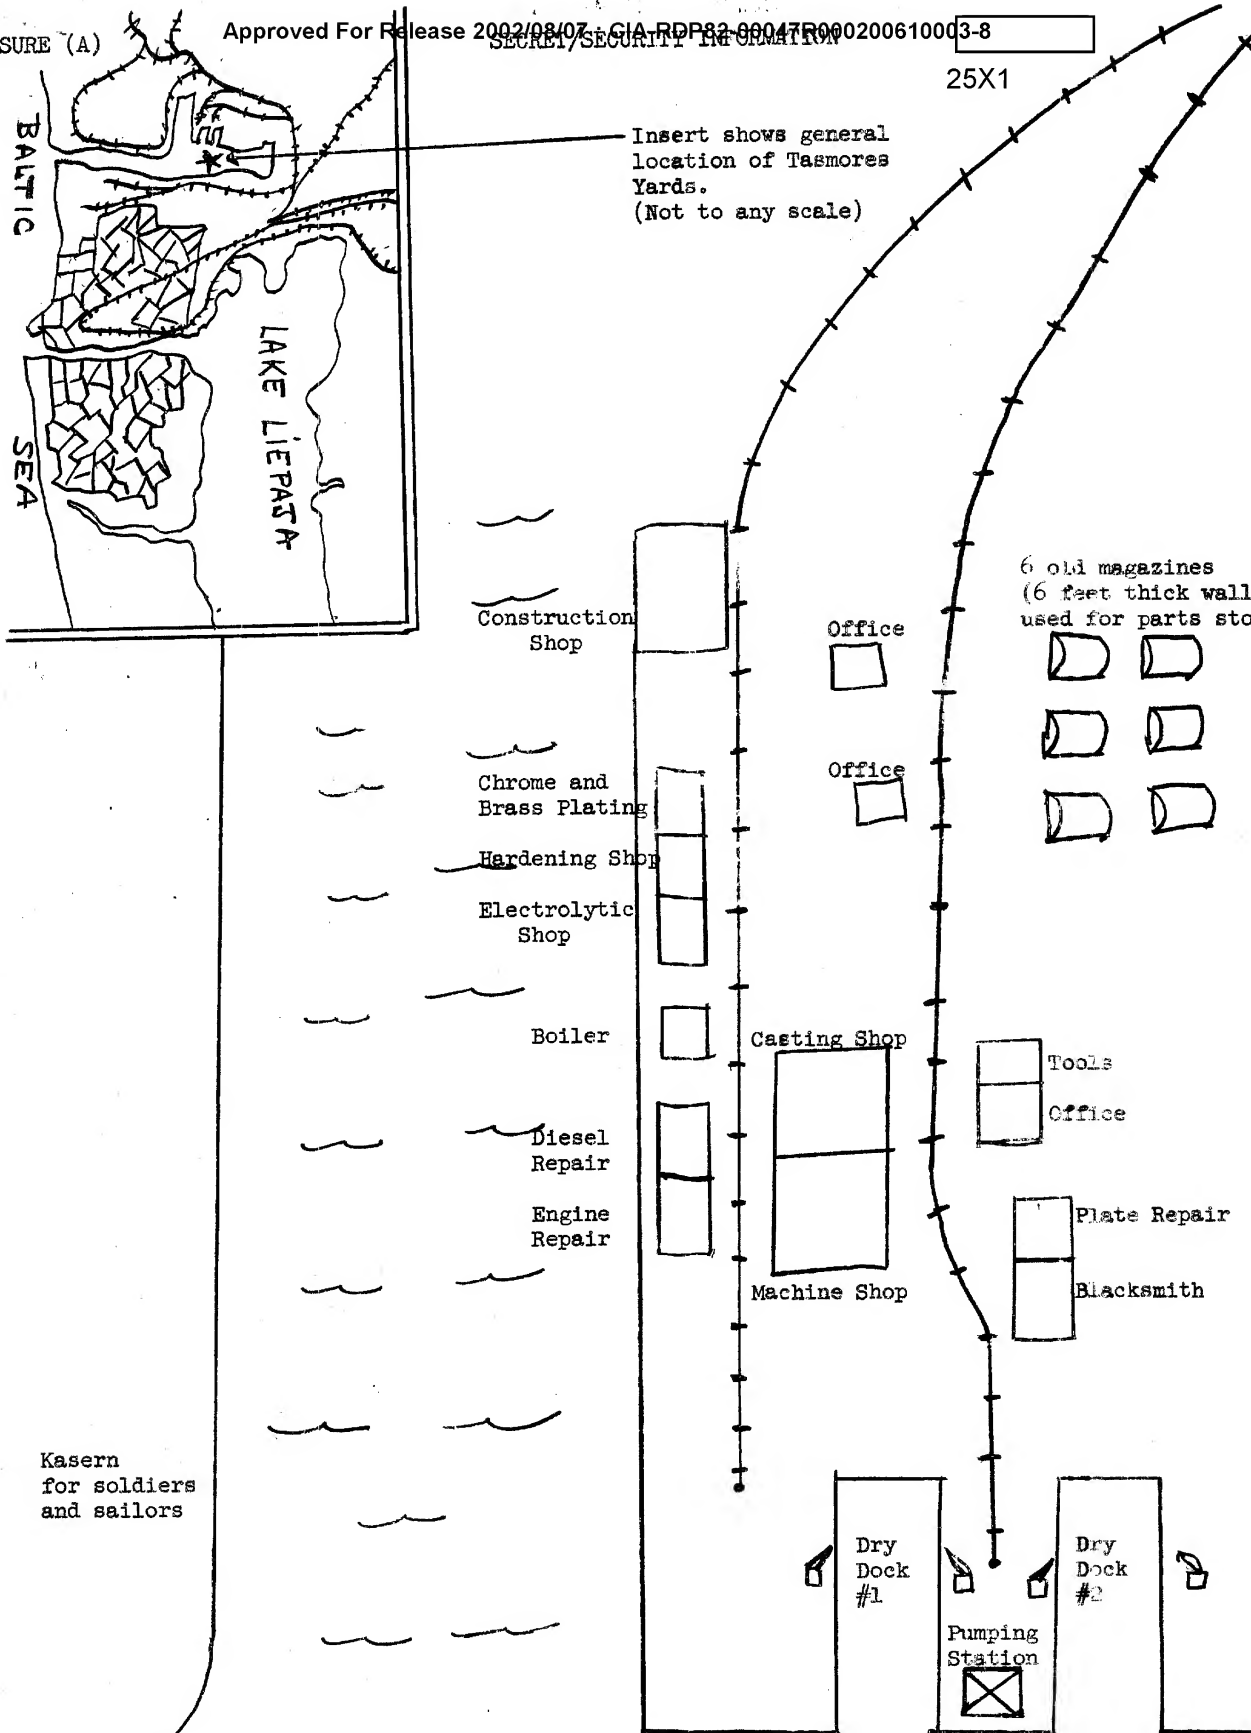 SURE (A)
Approved For Release 2002/08/07 : CIA-RDP82-00047R000200610003-8
SECRET/SECURITY INFORMATION
25X1
BALTIC
SEA
LAKE LIEPAJA
Insert shows general
location of Tasmores
Yards.
(Not to any scale)
6 old magazines
(6 feet thick wall
used for parts sto
Construction
Shop
Office
Office
Chrome and
Brass Plating
Hardening Shop
Electrolytic
Shop
Boiler
Casting Shop
Tools
Office
Diesel
Repair
Engine
Repair
Plate Repair
Machine Shop
Blacksmith
Kasern
for soldiers
and sailors
Dry
Dock
#1
Dry
Dock
#2
Pumping
Station